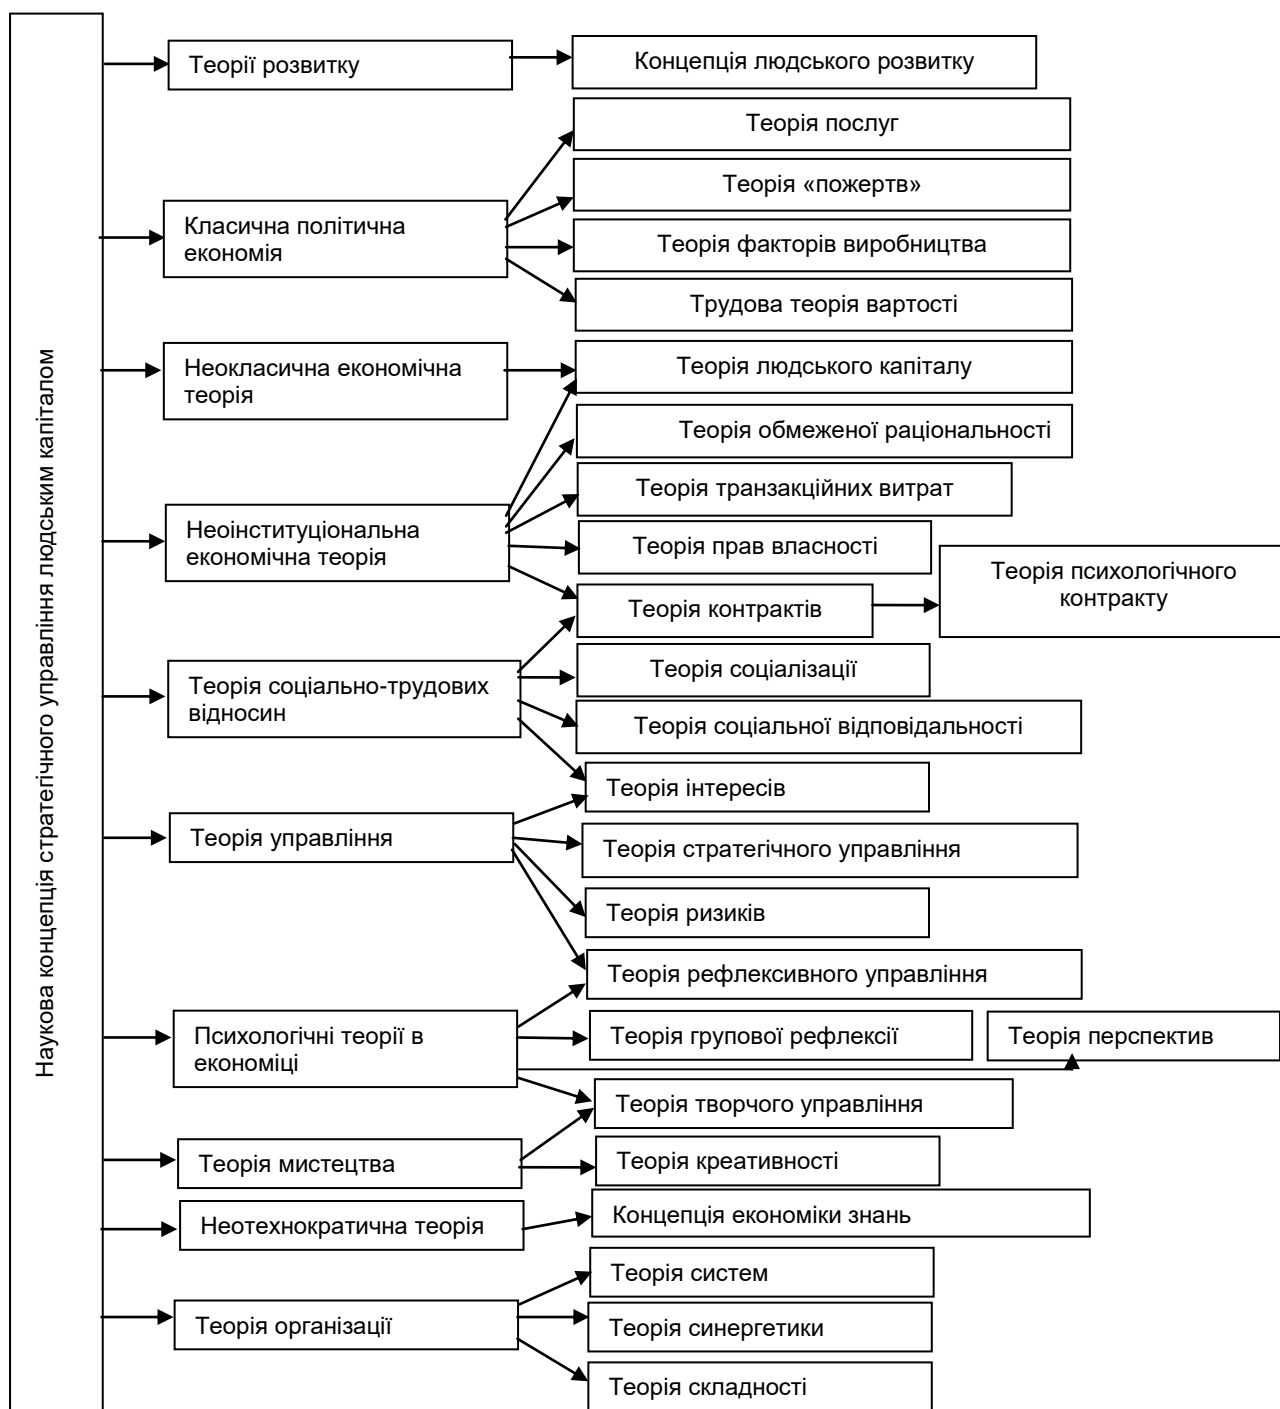 Наукова концепція стратегічного управління людським капіталом
Теорії розвитку
Концепція людського розвитку
Теорія послуг
Теорія «пожертв»
Класична політична
економія
Теорія факторів виробництва
Трудова теорія вартості
Неокласична економічна
теорія
Теорія людського капіталу
Теорія обмеженої раціональності
Теорія транзакційних витрат
Неоінституціональна
економічна теорія
Теорія прав власності
Теорія контрактів
Теорія психологічного
контракту
Теорія соціально-трудових
відносин
Теорія соціалізації
Теорія соціальної відповідальності
Теорія інтересів
Теорія управління
Теорія стратегічного управління
Теорія ризиків
Теорія рефлексивного управління
Психологічні теорії в
економіці
Теорія групової рефлексії
Теорія перспектив
Теорія творчого управління
Теорія мистецтва
Теорія креативності
Неотехнократична теорія
Концепція економіки знань
Теорія систем
Теорія організації
Теорія синергетики
Теорія складності